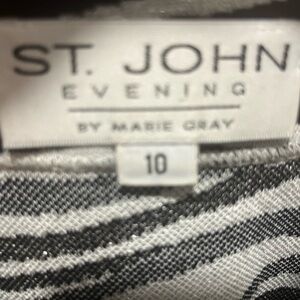 ST. JOHN
EVENING
BY MARIE GRAY
10